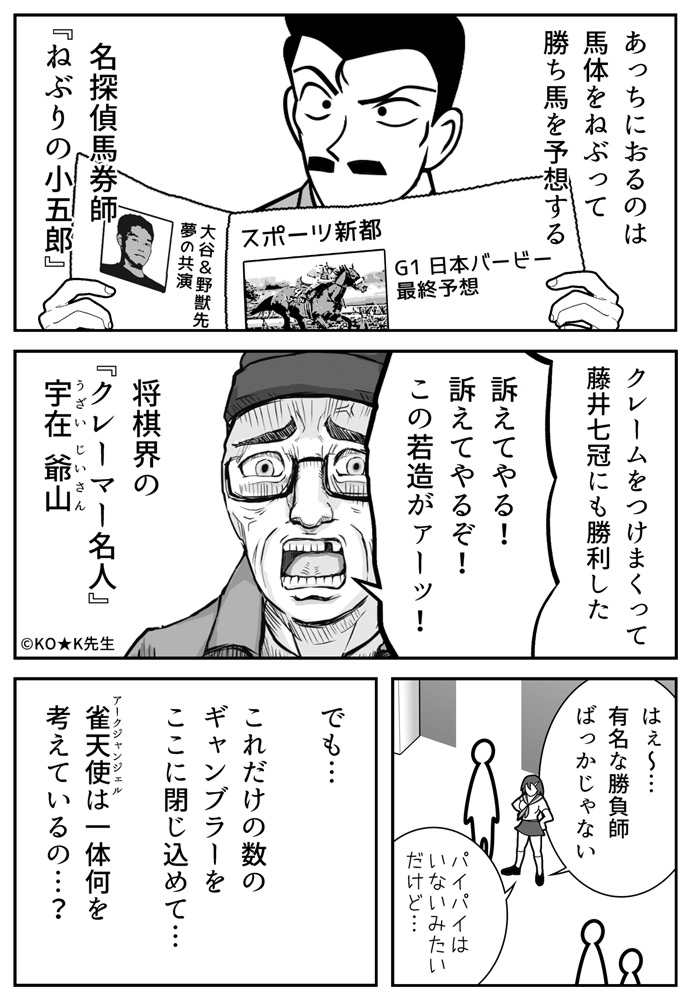 あっちにおるのは
馬体をねぶって
勝ち馬を予想する
名探偵馬券師
『ねぶりの小五郎』
スポーツ新都
G1 日本バービー
最終予想
大谷＆野獣先
夢の共演
クレームをつけまくって
藤井七冠にも勝利した
訴えてやる！
訴えてやるぞ！
この若造がァーッ！
将棋界の
『クレーマー名人』
うざい じいさん
宇在 爺山
©KO★K先生
はぇ〜…
有名な勝負師
ばっかじゃない
パイパイは
いないみたい
だけど…
でも…
これだけの数の
ギャンブラーを
ここに閉じ込めて…
アークジャンジェル
雀天使は一体何を
考えているの…？